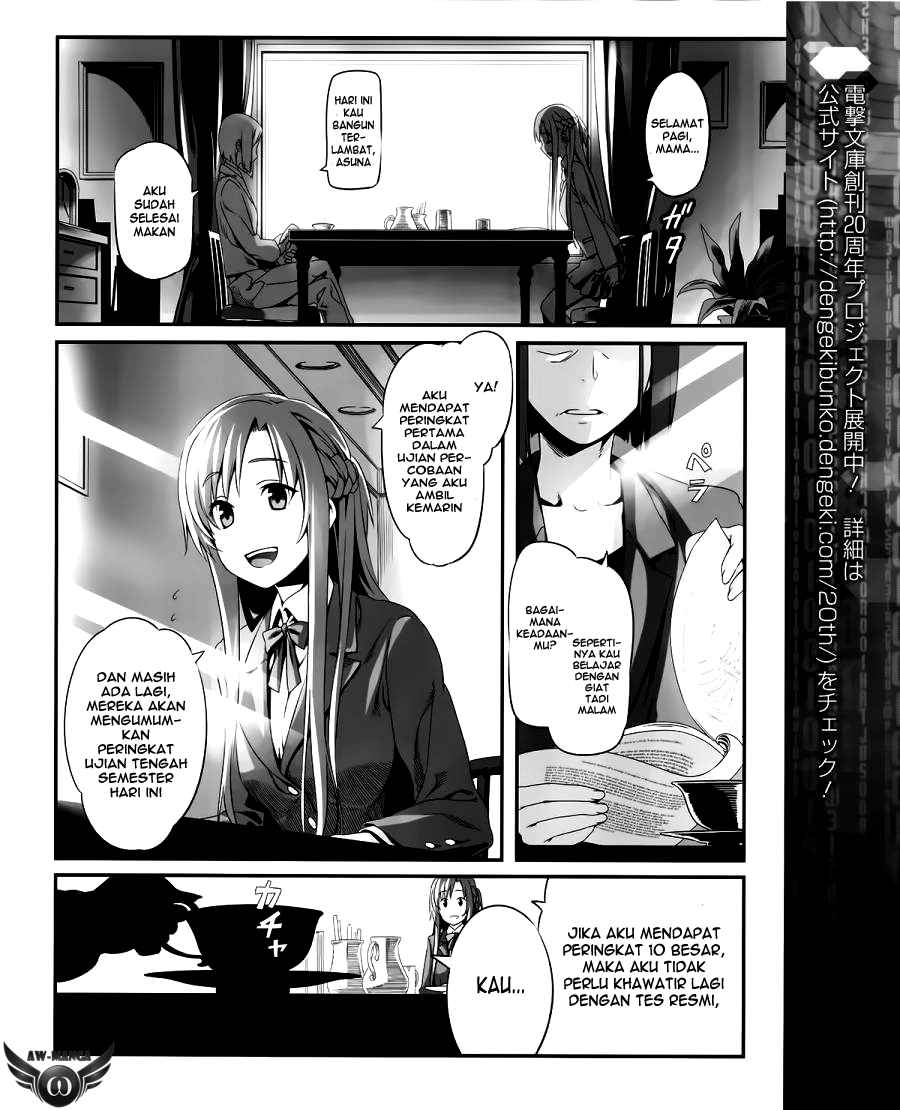 SELAMAT
PAGI,
MAMA...
ガタ
HARI INI
KAU
BANGUN
TER-
LAMBAT,
ASUNA
AKU
SUDAH
SELESAI
MAKAN
ペラ
BAGAI-
MANA
KEADAAN-
MU?
SEPERTI-
NYA KAU
BELAJAR
DENGAN
GIAT
TADI
MALAM
YA!
AKU
MENDAPAT
PERINGKAT
PERTAMA
DALAM
UJIAN PER-
COBAAN
YANG AKU
AMBIL
KEMARIN
DAN MASIH
ADA LAGI,
MEREKA AKAN
MENGUMUM-
KAN
PERINGKAT
UJIAN TENGAH
SEMESTER
HARI INI
JIKA AKU MENDAPAT
PERINGKAT 10 BESAR,
MAKA AKU TIDAK
PERLU KHAWATIR LAGI
DENGAN TES RESMI,
KAU...
カチャ
電撃文庫創刊20周年プロジェクト展開中！ 詳細は
公式サイト(http://dengekibunko.dengeki.com/20th/)をチェック！
AW-MANGA
ω